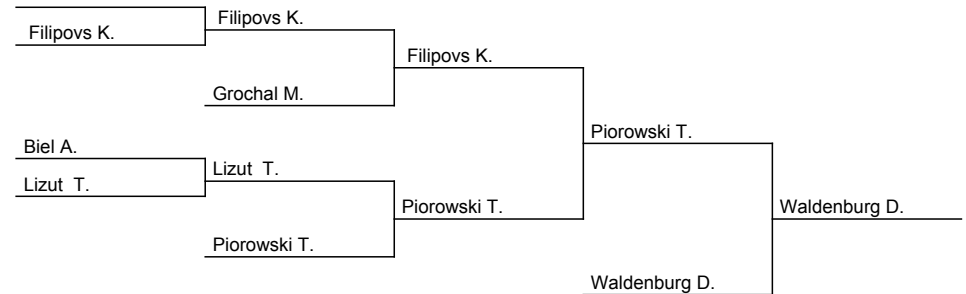 Filipovs K.
Filipovs K.
Filipovs K.
Grochal M.
Piorowski T.
Biel A.
Lizut  T.
Lizut  T.
Piorowski T.
Waldenburg D.
Piorowski T.
Waldenburg D.